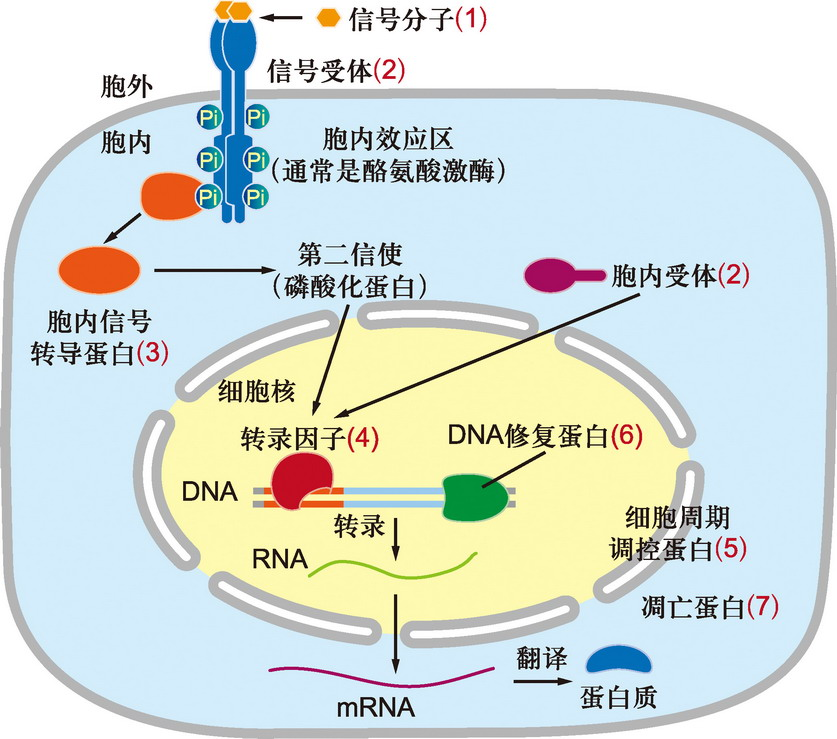 信号分子(1)
信号受体(2)
胞外
胞内
Pi
Pi
Pi
Pi
Pi
Pi
胞内效应区
(通常是酪氨酸激酶)
第二信使
(磷酸化蛋白)
胞内受体(2)
胞内信号
转导蛋白(3)
细胞核
转录因子(4)
DNA修复蛋白(6)
DNA
转录
RNA
细胞周期
调控蛋白(5)
凋亡蛋白(7)
翻译
mRNA
蛋白质